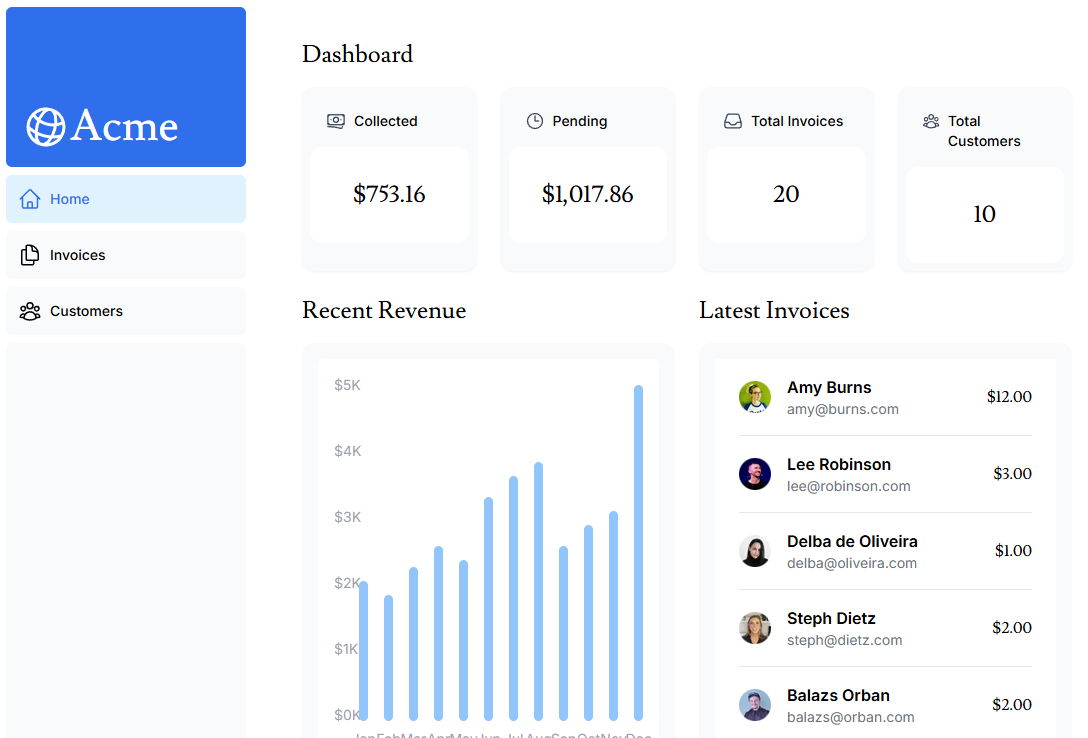 Acme
Home
Invoices
Customers
Dashboard
Collected
$753.16
Pending
$1,017.86
Total Invoices
20
Total
Customers
10
Recent Revenue
$5K
$4K
$3K
$2K
$1K
$0K
Latest Invoices
Amy Burns
amy@burns.com
$12.00
Lee Robinson
lee@robinson.com
$3.00
Delba de Oliveira
delba@oliveira.com
$1.00
Steph Dietz
steph@dietz.com
$2.00
Balazs Orban
balazs@orban.com
$2.00